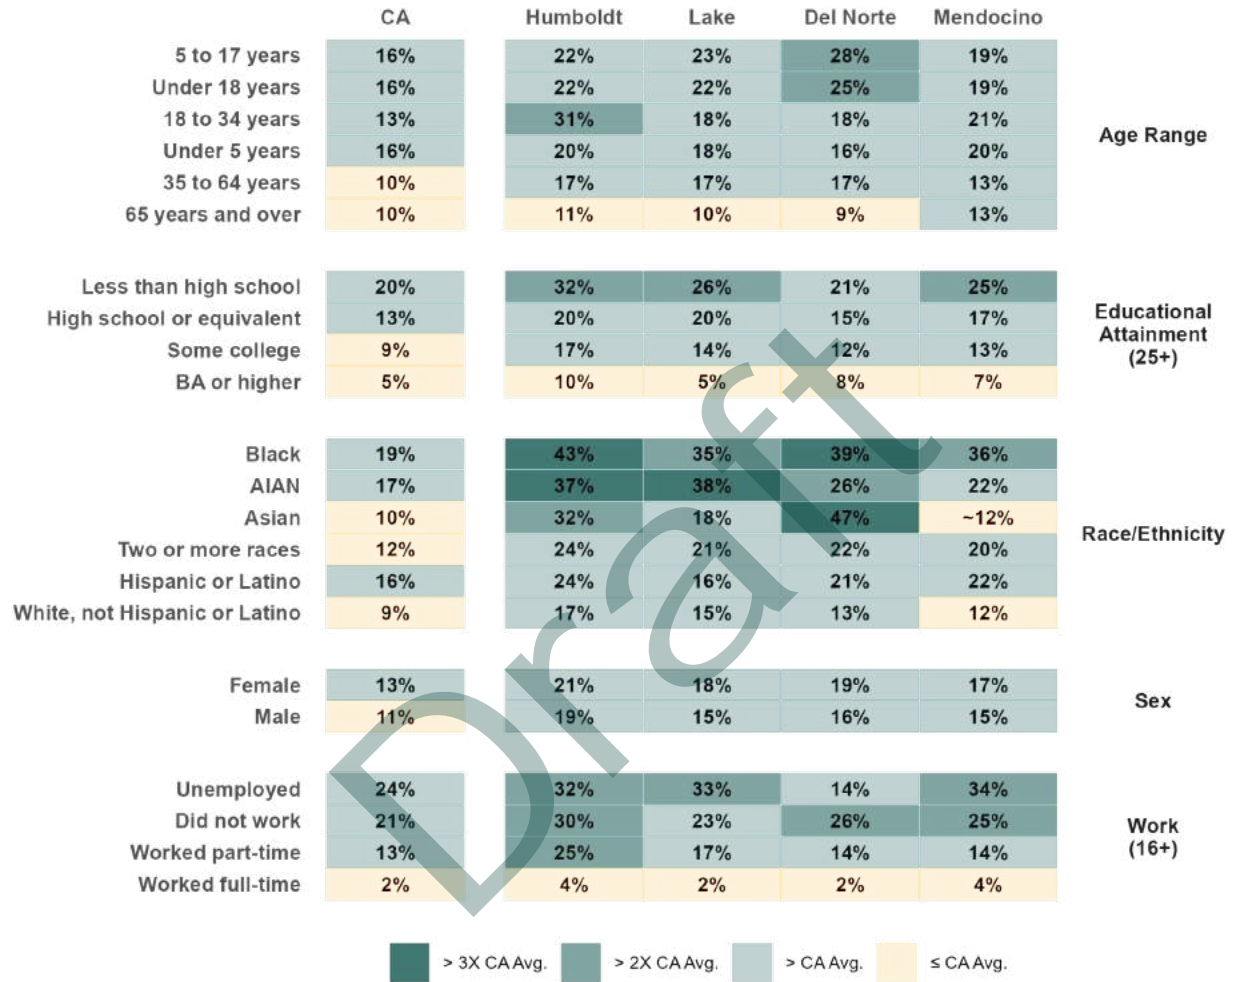 CA Humboldt Lake Del Norte Mendocino
5 to 17 years 16% 22% 23% 28% 19%
Under 18 years 16% 22% 22% 25% 19%
18 to 34 years 13% 31% 18% 18% 21%
Under 5 years 16% 20% 18% 16% 20%
35 to 64 years 10% 17% 17% 17% 13%
65 years and over 10% 11% 10% 9% 13%
Age Range
Less than high school 20% 32% 26% 21% 25%
High school or equivalent 13% 20% 20% 15% 17%
Some college 9% 17% 14% 12% 13%
BA or higher 5% 10% 5% 8% 7%
Educational
Attainment
(25+)
Black 19% 43% 35% 39% 36%
AIAN 17% 37% 38% 26% 22%
Asian 10% 32% 18% 47% ~12%
Two or more races 12% 24% 21% 22% 20%
Hispanic or Latino 16% 24% 16% 21% 22%
White, not Hispanic or Latino 9% 17% 15% 13% 12%
Race/Ethnicity
Female 13% 21% 18% 19% 17%
Male 11% 19% 15% 16% 15%
Sex
Unemployed 24% 32% 33% 14% 34%
Did not work 21% 30% 23% 26% 25%
Worked part-time 13% 25% 17% 14% 14%
Worked full-time 2% 4% 2% 2% 4%
Work
(16+)
> 3X CA Avg. > 2X CA Avg. > CA Avg. ≤ CA Avg.
Draft